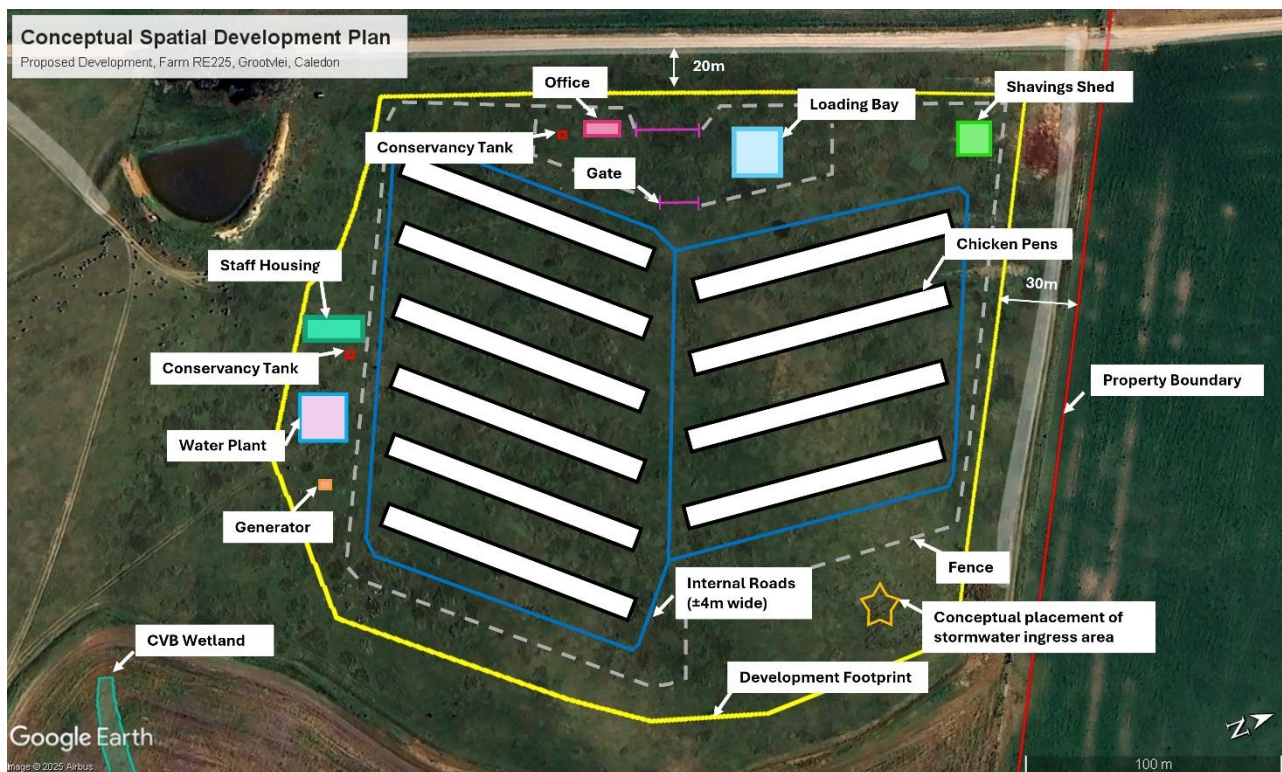 Conceptual Spatial Development Plan
Proposed Development, Farm RE225, Grootvlei, Caledon
20m
Office
Loading Bay
Shavings Shed
Conservancy Tank
Gate
Chicken Pens
Staff Housing
30m
Conservancy Tank
Property Boundary
Water Plant
Generator
Fence
Internal Roads
(±4m wide)
Conceptual placement of
stormwater ingress area
CVB Wetland
Development Footprint
Google Earth
Image © 2025 Airbus
N
100 m